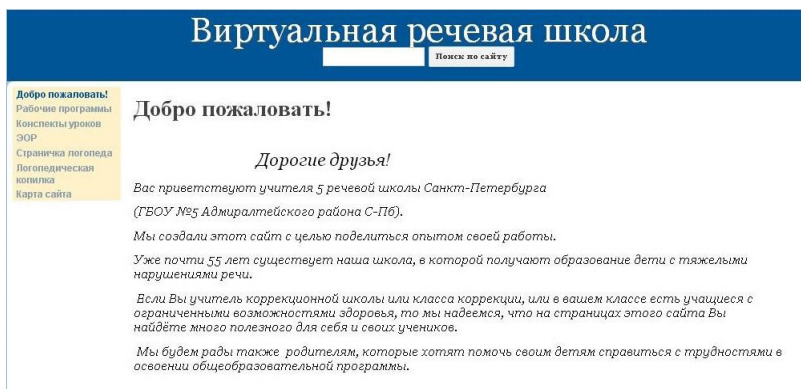 Виртуальная речевая школа
Поиск по сайту
Добро пожаловать!
Рабочие программы
Конспекты уроков
ЭОР
Страничка логопеда
Логопедическая
копилка
Карта сайта
Добро пожаловать!
Дорогие друзья!
Вас приветствуют учителя 5 речевой школы Санкт-Петербурга
(ГБОУ №5 Адмиралтейского района С-Пб).
Мы создали этот сайт с целью поделиться опытом своей работы.
Уже почти 55 лет существует наша школа, в которой получают образование дети с тяжелыми
нарушениями речи.
Если Вы учитель коррекционной школы или класса коррекции, или в вашем классе есть учащиеся с
ограниченными возможностями здоровья, то мы надеемся, что на страницах этого сайта Вы
найдёте много полезного для себя и своих учеников.
Мы будем рады также родителям, которые хотят помочь своим детям справиться с трудностями в
освоении общеобразовательной программы.